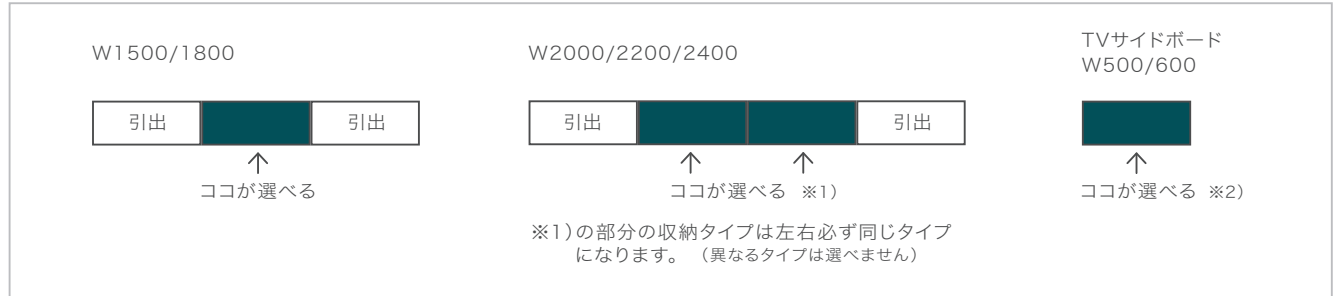 W1500/1800
引出
引出
ココが選べる
W2000/2200/2400
引出
引出
ココが選べる ※1)
※1)の部分の収納タイプは左右必ず同じタイプ
になります。（異なるタイプは選べません）
TVサイドボード
W500/600
ココが選べる ※2)